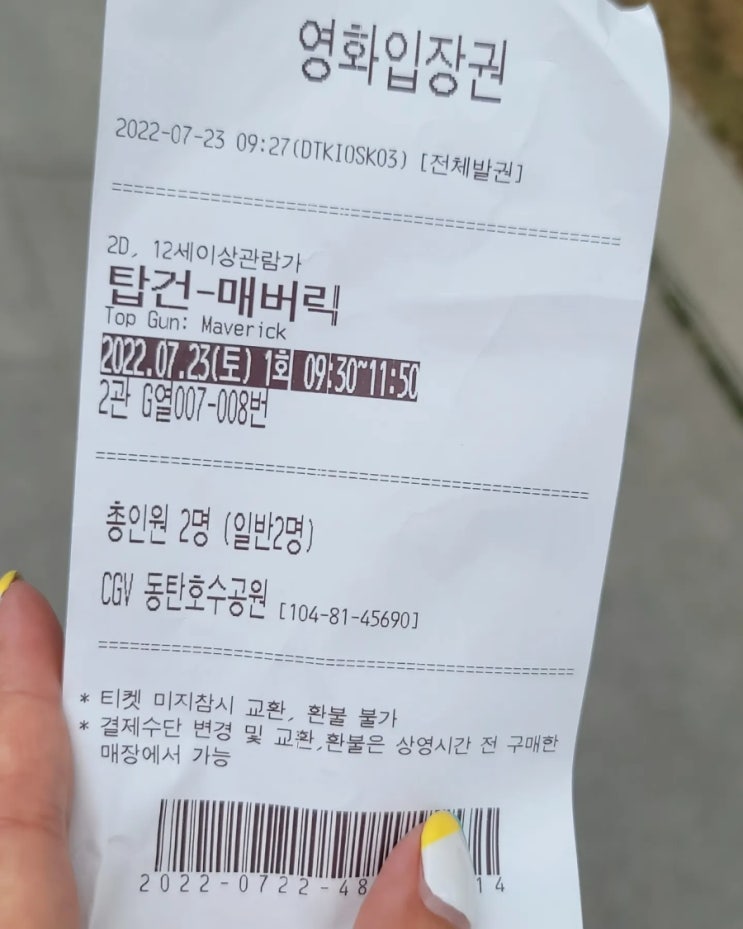 영화입장권
2022-07-23 09:27(DTKIOSK03) [전체발권]
2D, 12세이상관람가
탑건-매버릭
Top Gun: Maverick
2022.07.23(토) 1회 09:30~11:50
2관 G열007-008번
총인원 2명 (일반2명)
CGV 동탄호수공원 [104-81-45690]
* 티켓 미지참시 교환, 환불 불가
* 결제수단 변경 및 교환,환불은 상영시간 전 구매한
매장에서 가능
2022-0722-48 14